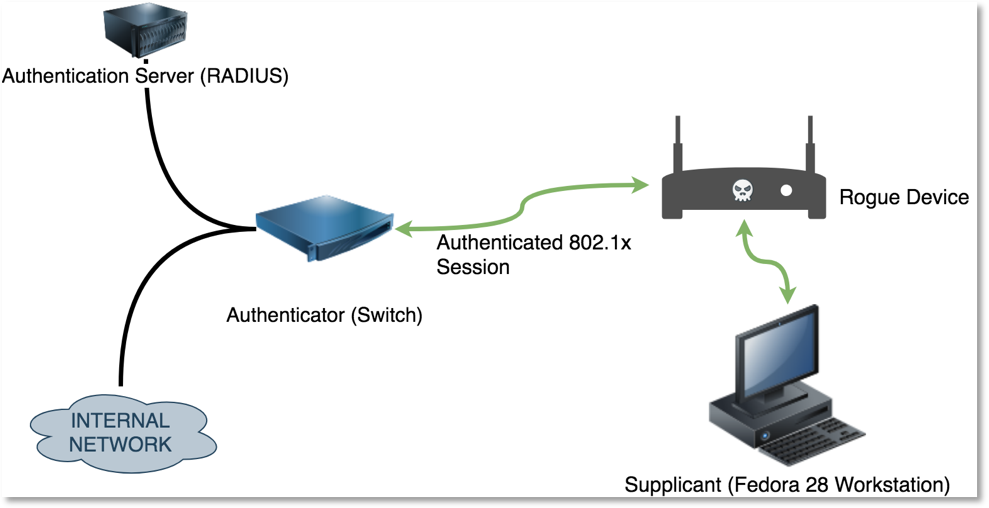 Authentication Server (RADIUS)
Rogue Device
Authenticated 802.1x
Session
Authenticator (Switch)
INTERNAL
NETWORK
Supplicant (Fedora 28 Workstation)